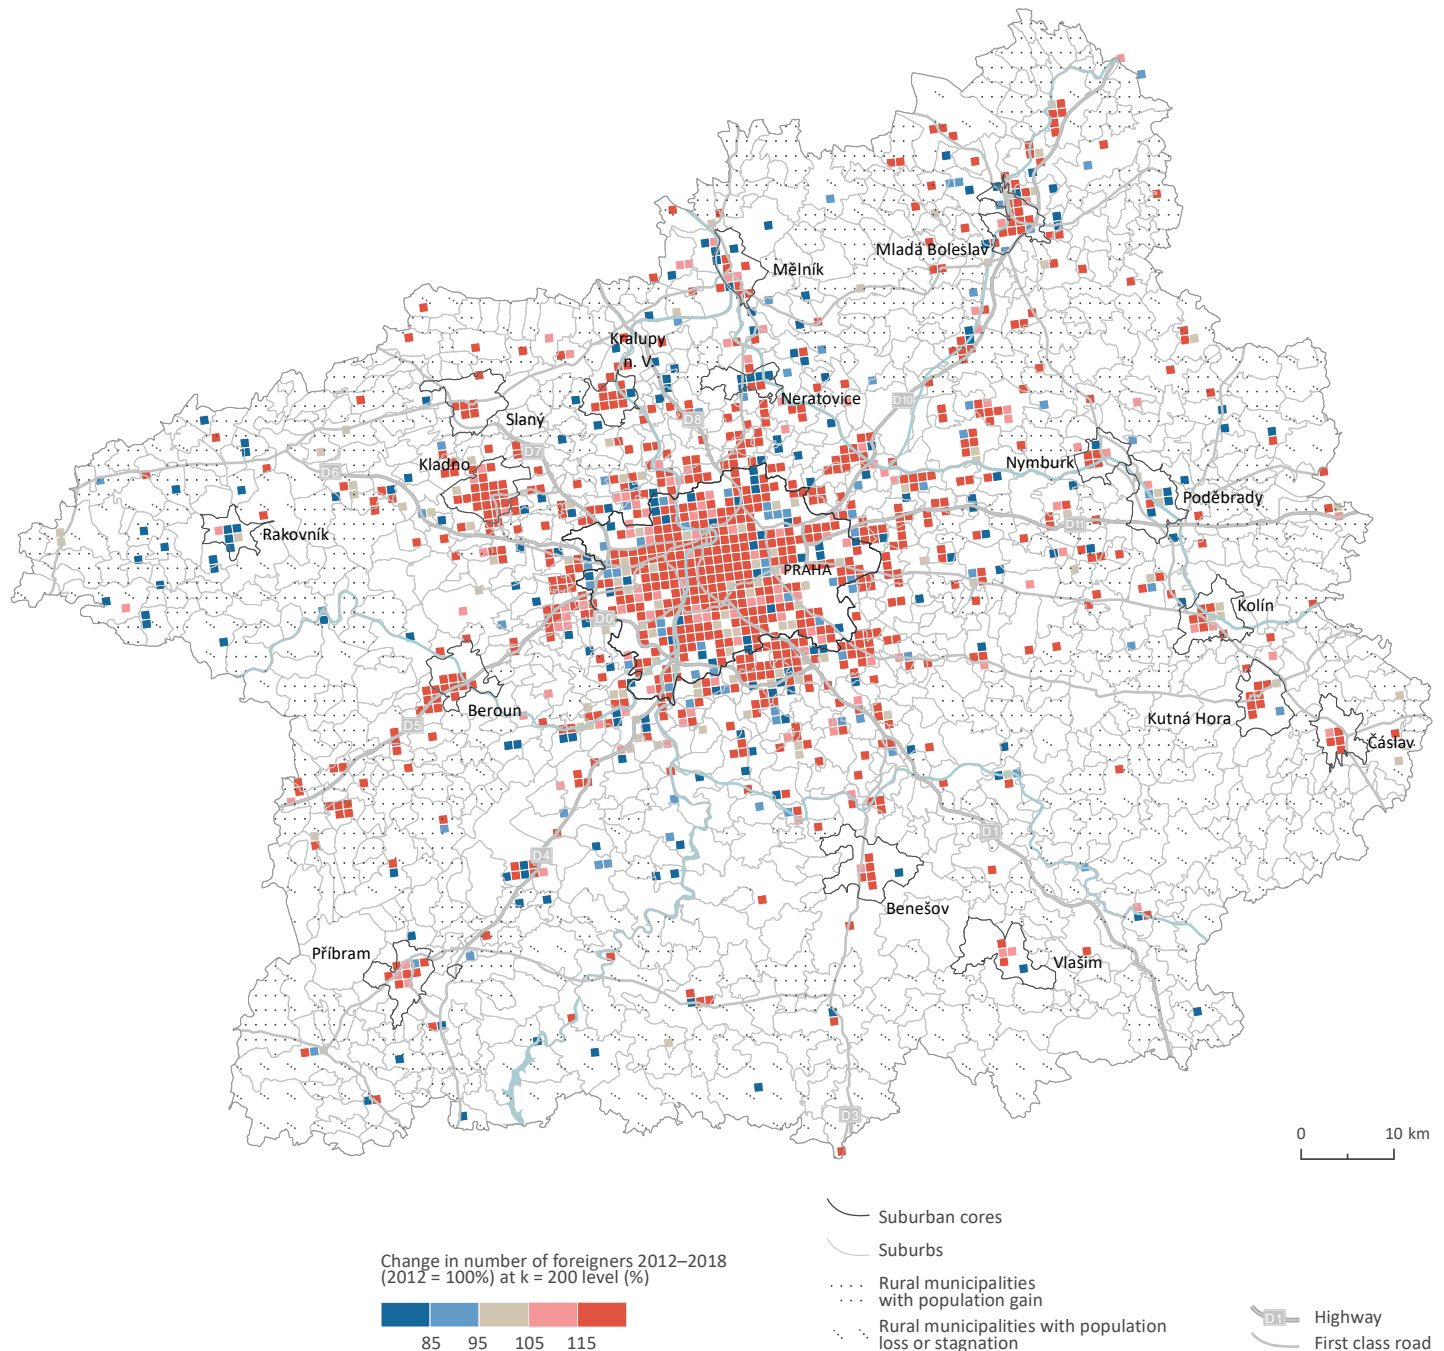 Mladá Boleslav
Mělník
Kralupy
n. V.
Neratovice
D10
D8
Slaný
D7
Kladno
D6
Nymburk
Poděbrady
D11
Rakovník
PRAHA
Kolín
D0
Beroun
D5
Kutná Hora
Čáslav
D1
D4
Benešov
Příbram
Vlašim
D3
0 10 km
Suburban cores
Suburbs
Rural municipalities
with population gain
Rural municipalities with population
loss or stagnation
D1 Highway
First class road
Change in number of foreigners 2012–2018
(2012 = 100%) at k = 200 level (%)
85 95 105 115